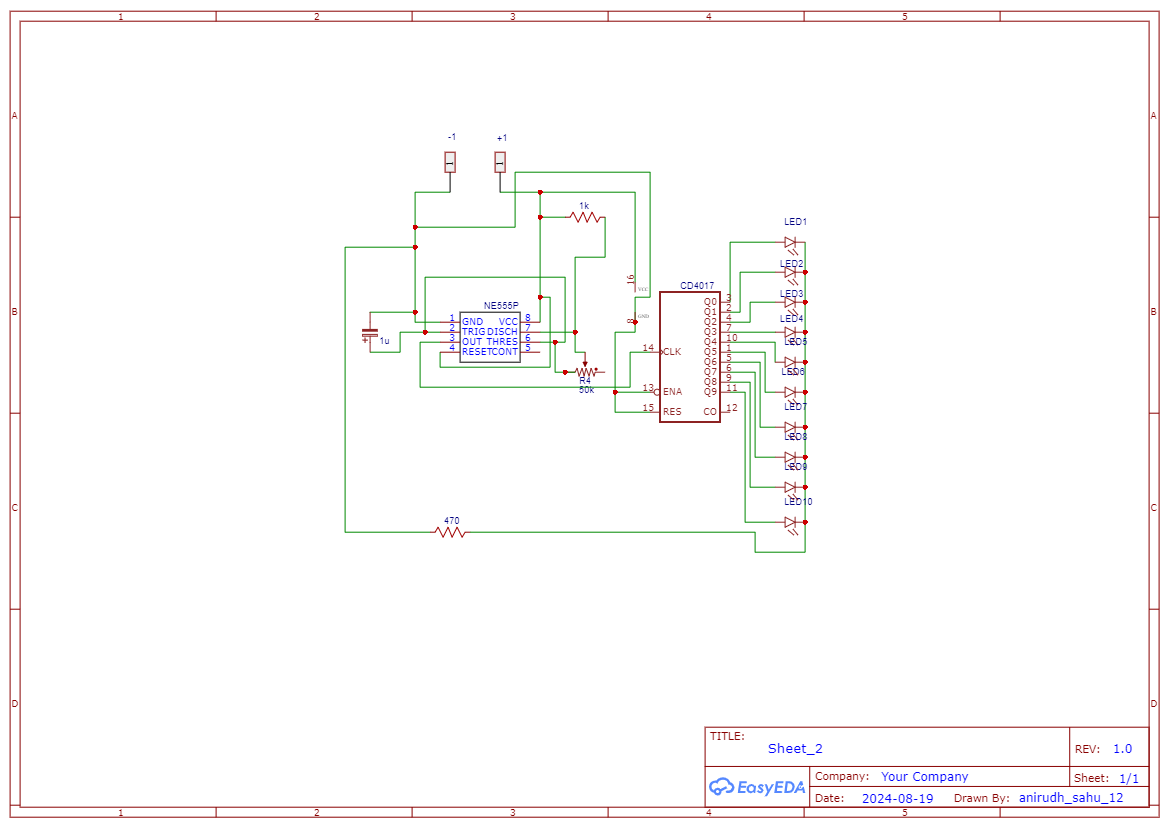 1 2 3 4 5
A A
B B
C C
D D
-1 +1
1 1
1k
LED1
LED2
LED3
LED4
LED5
LED6
LED7
LED8
LED9
LED10
16 VCC
8 GND
CD4017
Q0 3
Q1 2
Q2 4
Q3 7
Q4 10
Q5 1
Q6 5
Q7 6
Q8 9
Q9 11
CO 12
14 CLK
13 ENA
15 RES
NE555P
1 GND VCC 8
2 TRIG DISCH 7
3 OUT THRES 6
4 RESET CONT 5
+ 1u
R4
50k
470
TITLE:
Sheet_2
REV: 1.0
EasyEDA
Company: Your Company
Sheet: 1/1
Date: 2024-08-19 Drawn By: anirudh_sahu_12
1 2 3 4 5